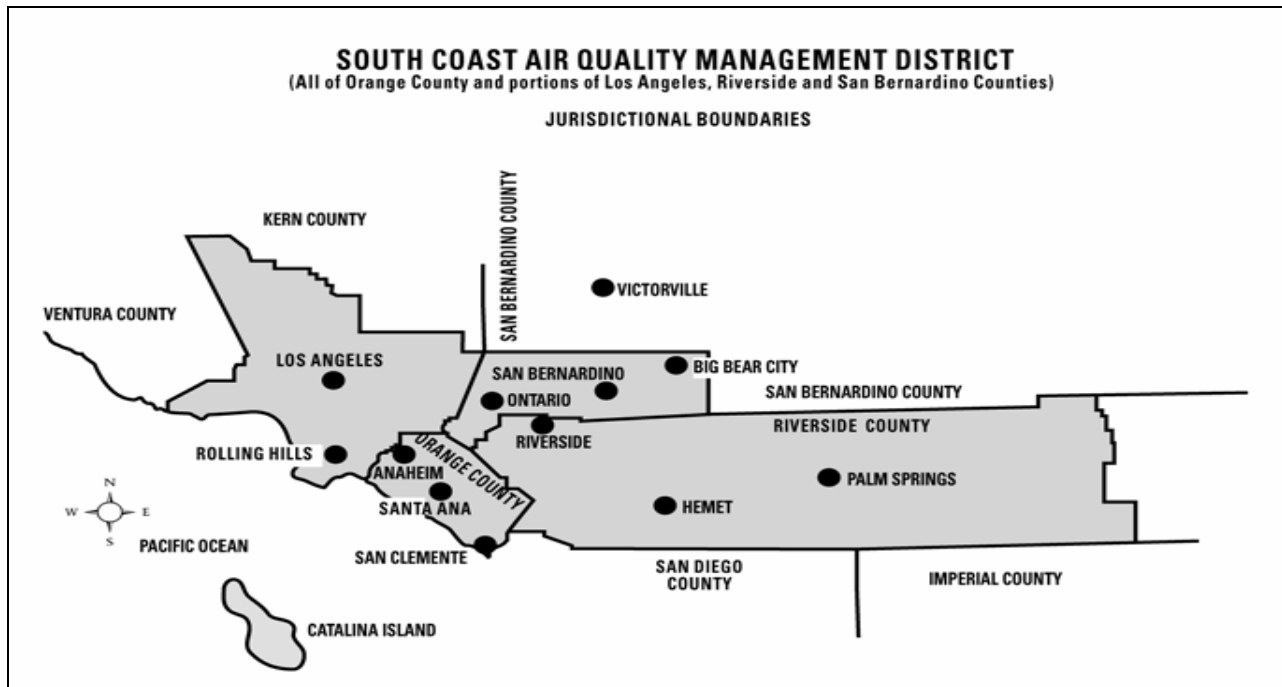 SOUTH COAST AIR QUALITY MANAGEMENT DISTRICT
(All of Orange County and portions of Los Angeles, Riverside and San Bernardino Counties)
JURISDICTIONAL BOUNDARIES
SAN BERNARDINO COUNTY
KERN COUNTY
VICTORVILLE
VENTURA COUNTY
LOS ANGELES
BIG BEAR CITY
SAN BERNARDINO
SAN BERNARDINO COUNTY
ONTARIO
RIVERSIDE COUNTY
RIVERSIDE
ROLLING HILLS
ORANGE COUNTY
ANAHEIM
PALM SPRINGS
N
W E
S
SANTA ANA
HEMET
PACIFIC OCEAN
SAN CLEMENTE
SAN DIEGO
COUNTY
IMPERIAL COUNTY
CATALINA ISLAND